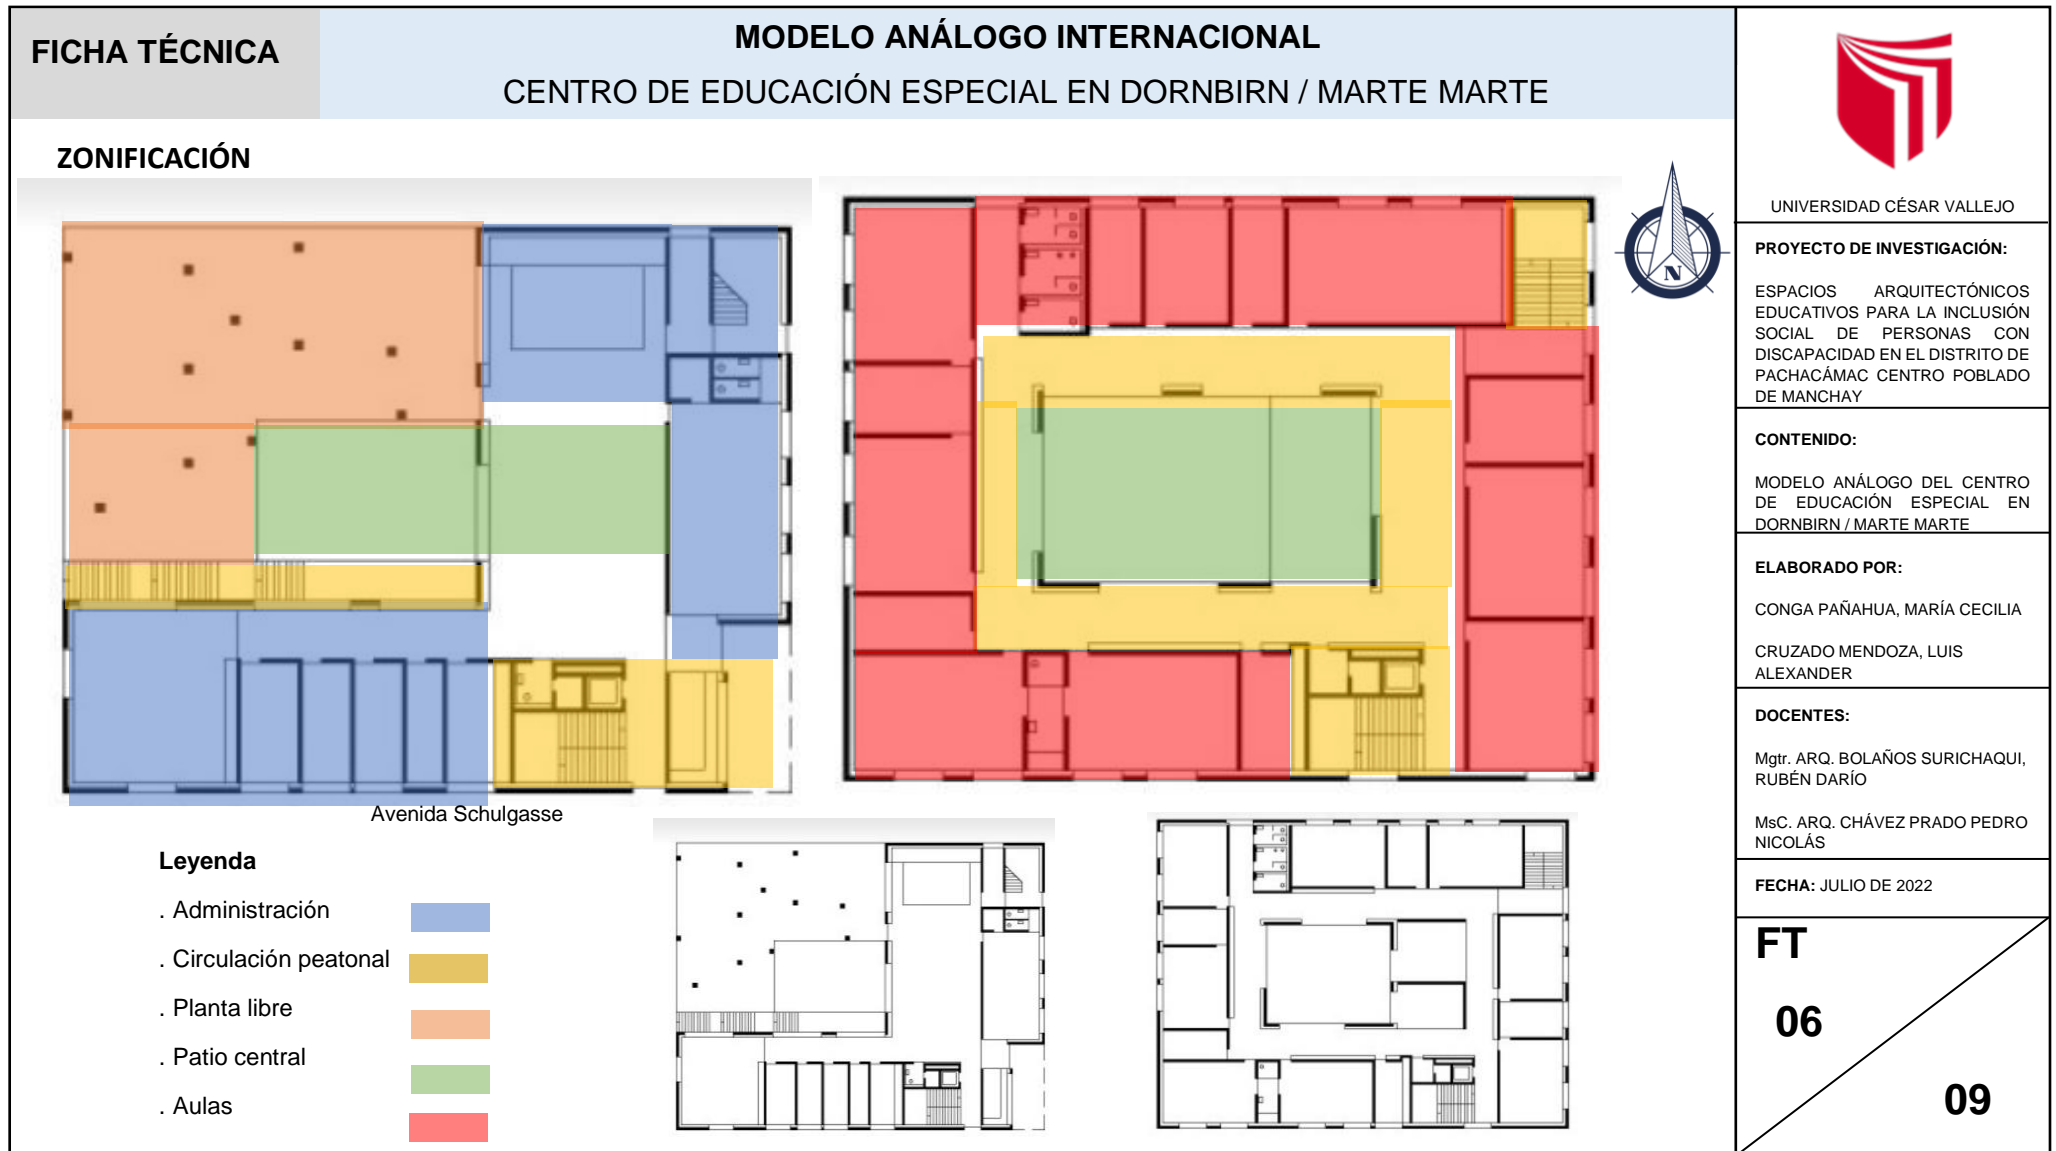 FICHA TÉCNICA
MODELO ANÁLOGO INTERNACIONAL
CENTRO DE EDUCACIÓN ESPECIAL EN DORNBIRN / MARTE MARTE
ZONIFICACIÓN
N
Avenida Schulgasse
Leyenda
. Administración
. Circulación peatonal
. Planta libre
. Patio central
. Aulas
UNIVERSIDAD CÉSAR VALLEJO
PROYECTO DE INVESTIGACIÓN:
ESPACIOS ARQUITECTÓNICOS
EDUCATIVOS PARA LA INCLUSIÓN
SOCIAL DE PERSONAS CON
DISCAPACIDAD EN EL DISTRITO DE
PACHACÁMAC CENTRO POBLADO
DE MANCHAY
CONTENIDO:
MODELO ANÁLOGO DEL CENTRO
DE EDUCACIÓN ESPECIAL EN
DORNBIRN / MARTE MARTE
ELABORADO POR:
CONGA PAÑAHUA, MARÍA CECILIA
CRUZADO MENDOZA, LUIS
ALEXANDER
DOCENTES:
Mgtr. ARQ. BOLAÑOS SURICHAQUI,
RUBÉN DARÍO
MsC. ARQ. CHÁVEZ PRADO PEDRO
NICOLÁS
FECHA: JULIO DE 2022
FT
06
09